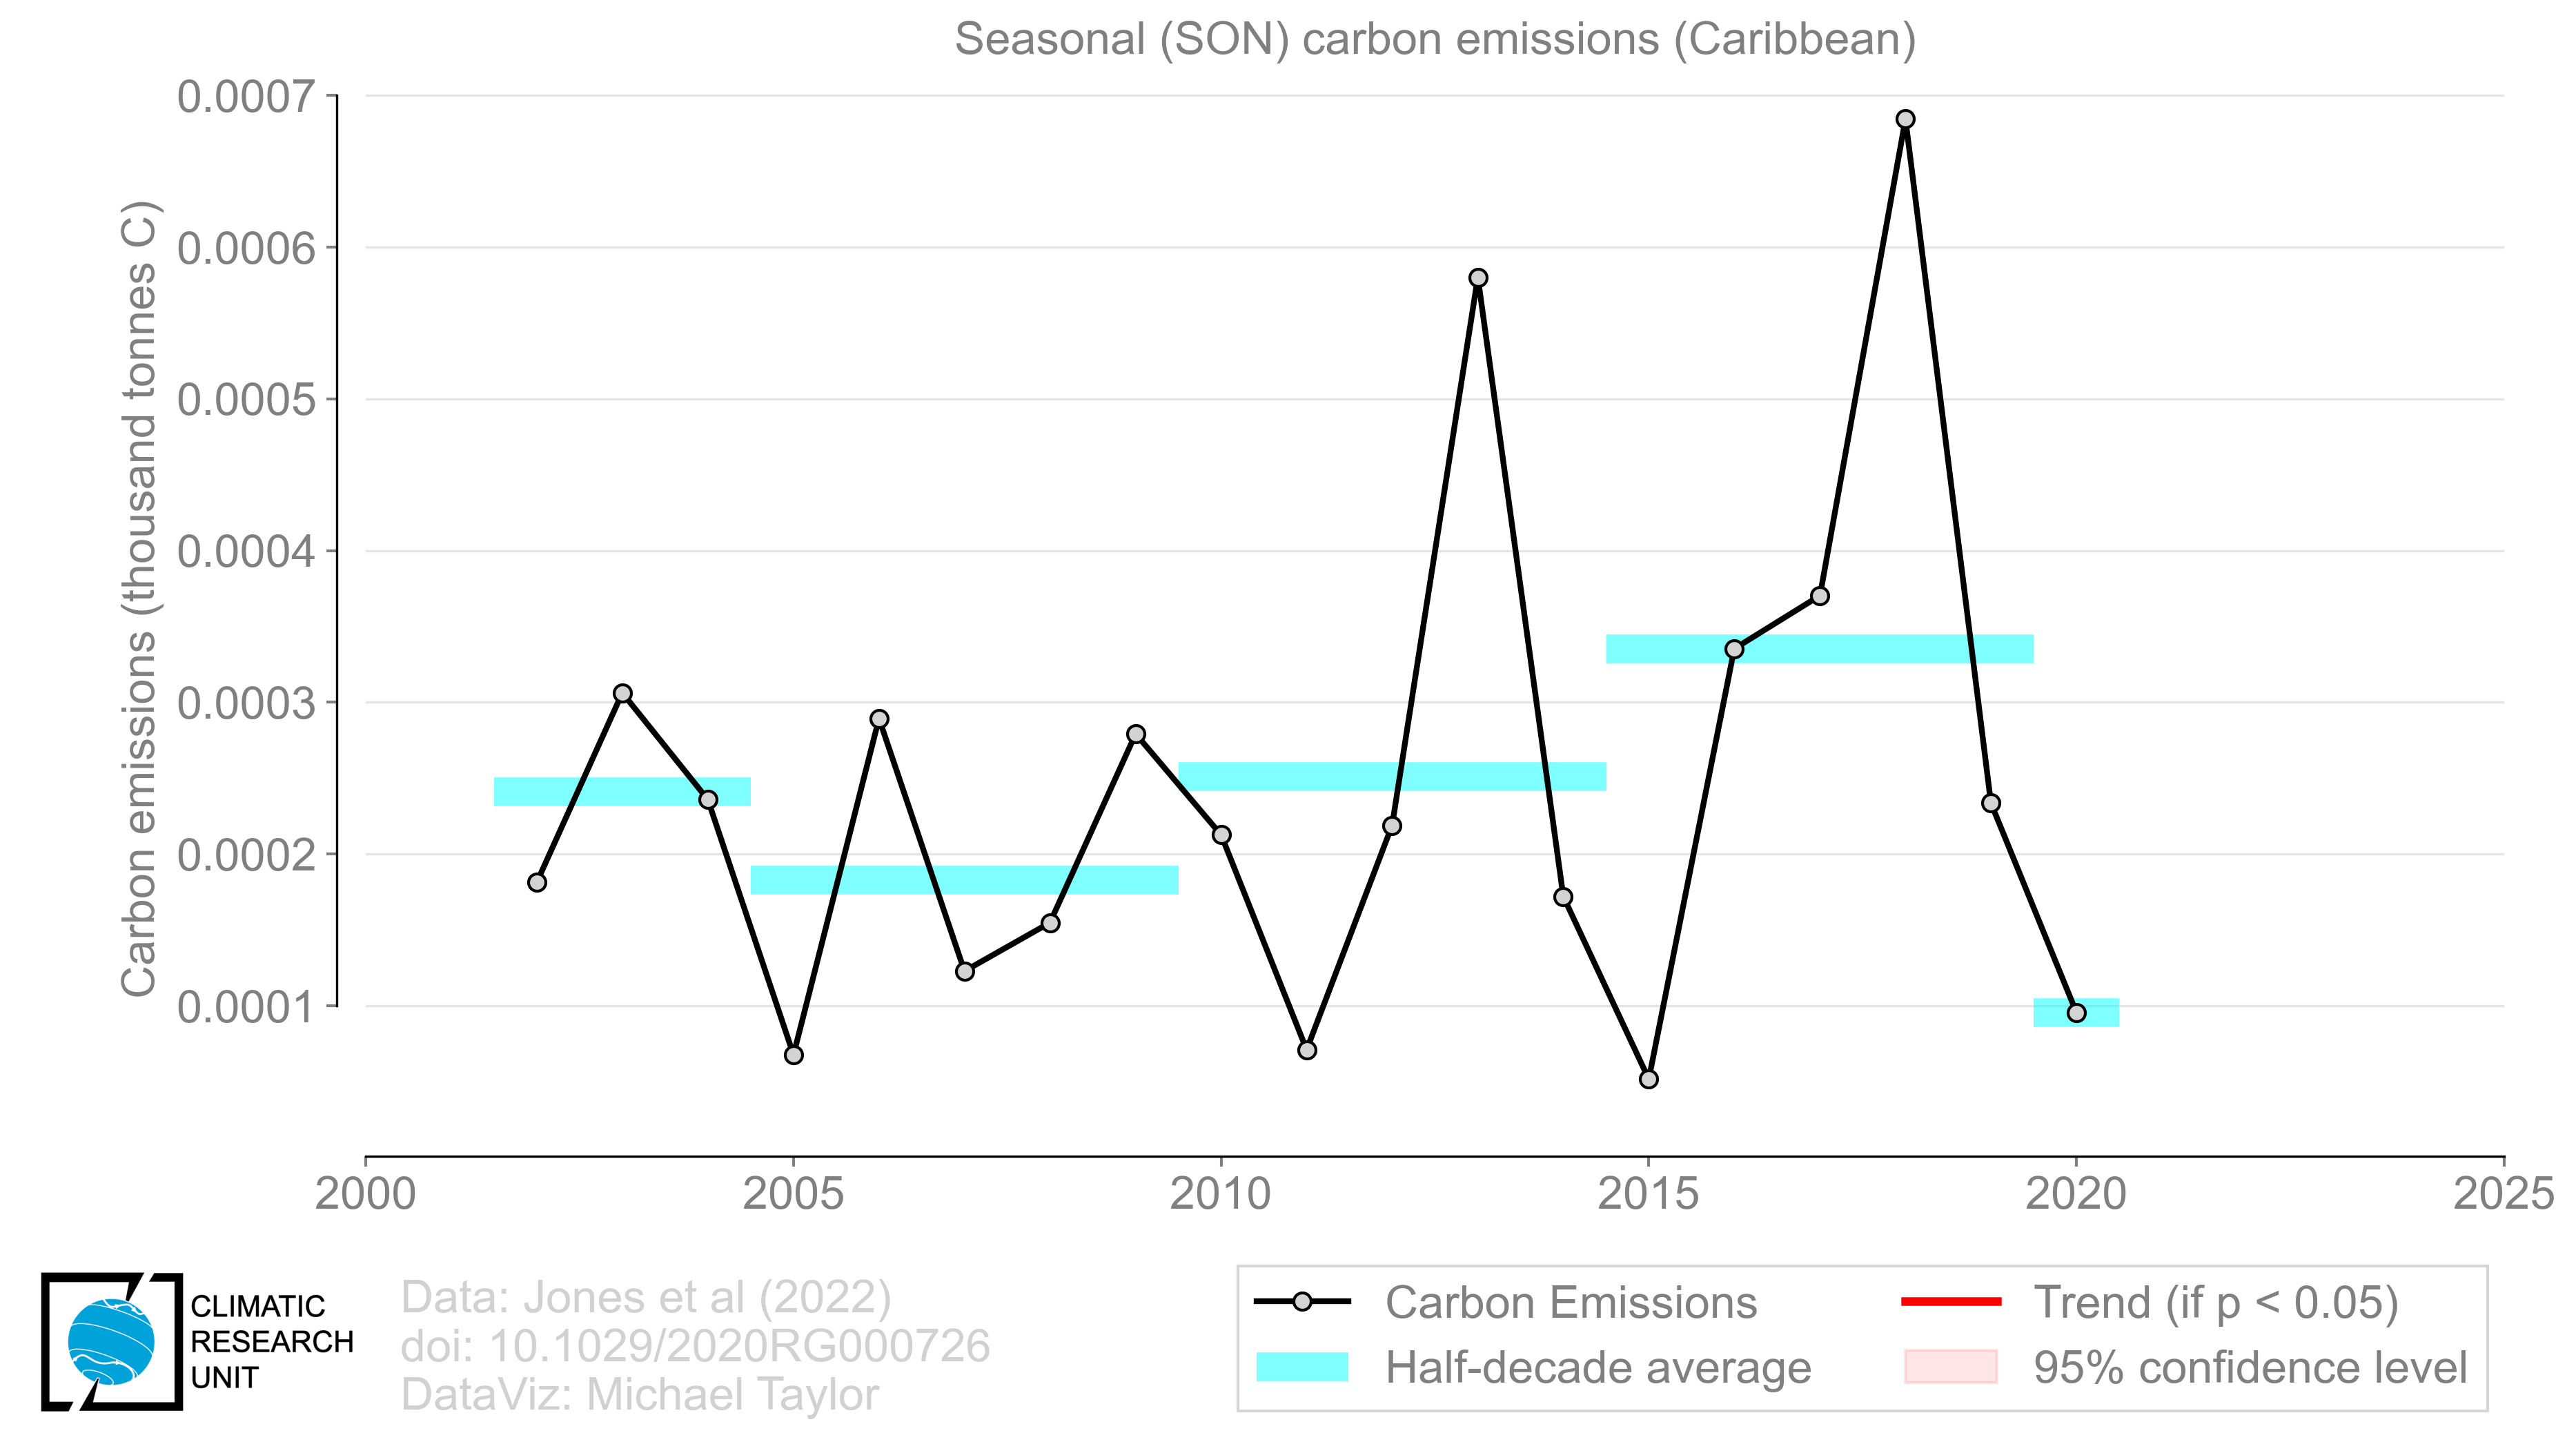 Seasonal (SON) carbon emissions (Caribbean)
Carbon emissions (thousand tonnes C)
0.0007
0.0006
0.0005
0.0004
0.0003
0.0002
0.0001
2000 2005 2010 2015 2020 2025
CLIMATIC
RESEARCH
UNIT
Data: Jones et al (2022)
doi: 10.1029/2020RG000726
DataViz: Michael Taylor
Carbon Emissions
Half-decade average
Trend (if p < 0.05)
95% confidence level